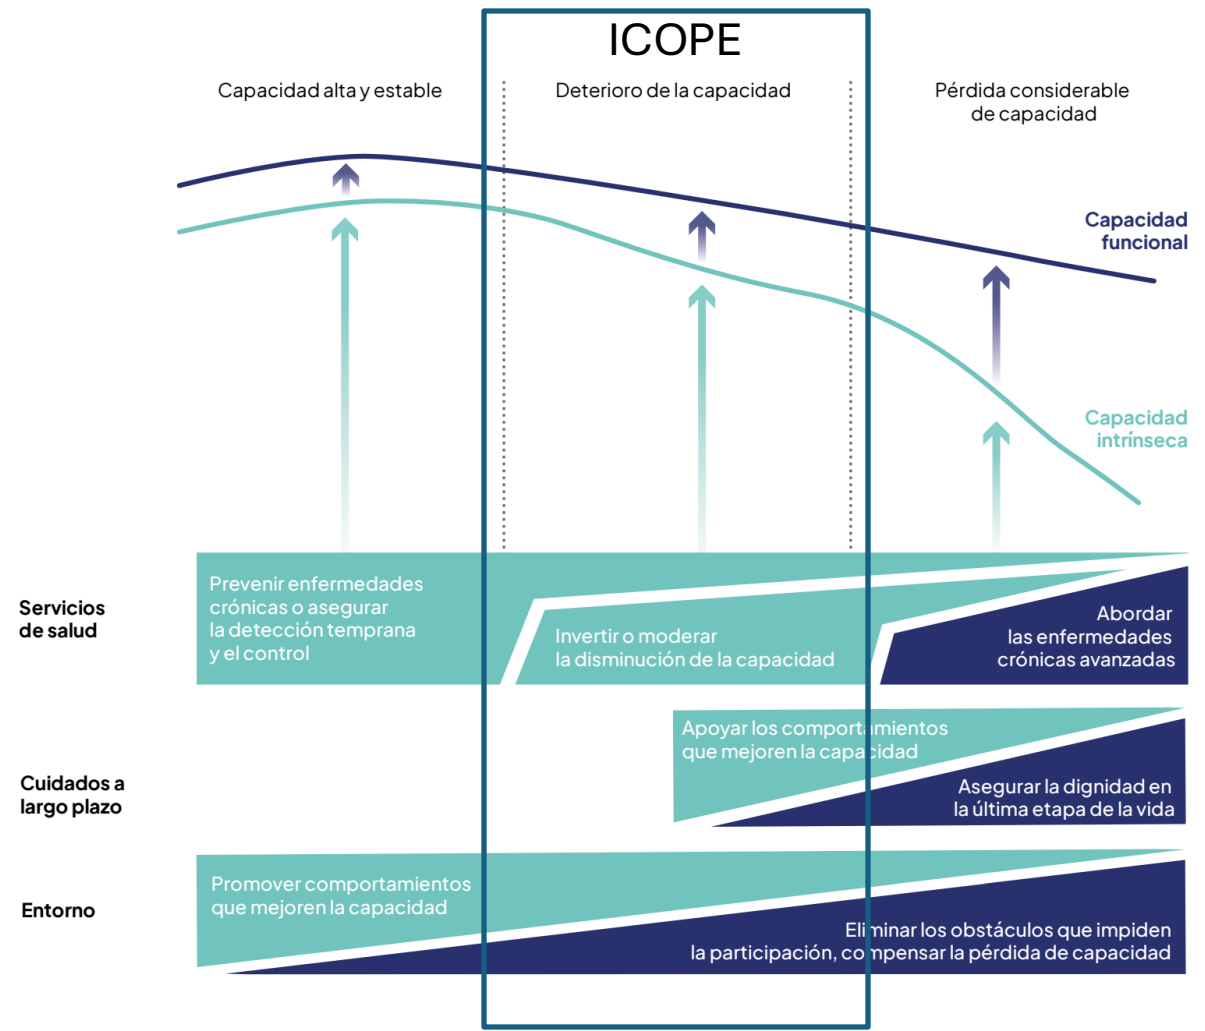 ICOPE
Capacidad alta y estable
Deterioro de la capacidad
Pérdida considerable
de capacidad
Capacidad
funcional
Capacidad
intrínseca
Servicios
de salud
Prevenir enfermedades
crónicas o asegurar
la detección temprana
y el control
Invertir o moderar
la disminución de la capacidad
Abordar
las enfermedades
crónicas avanzadas
Cuidados a
largo plazo
Apoyar los comportamientos
que mejoren la capacidad
Asegurar la dignidad en
la última etapa de la vida
Entorno
Promover comportamientos
que mejoren la capacidad
Eliminar los obstáculos que impiden
la participación, compensar la pérdida de capacidad